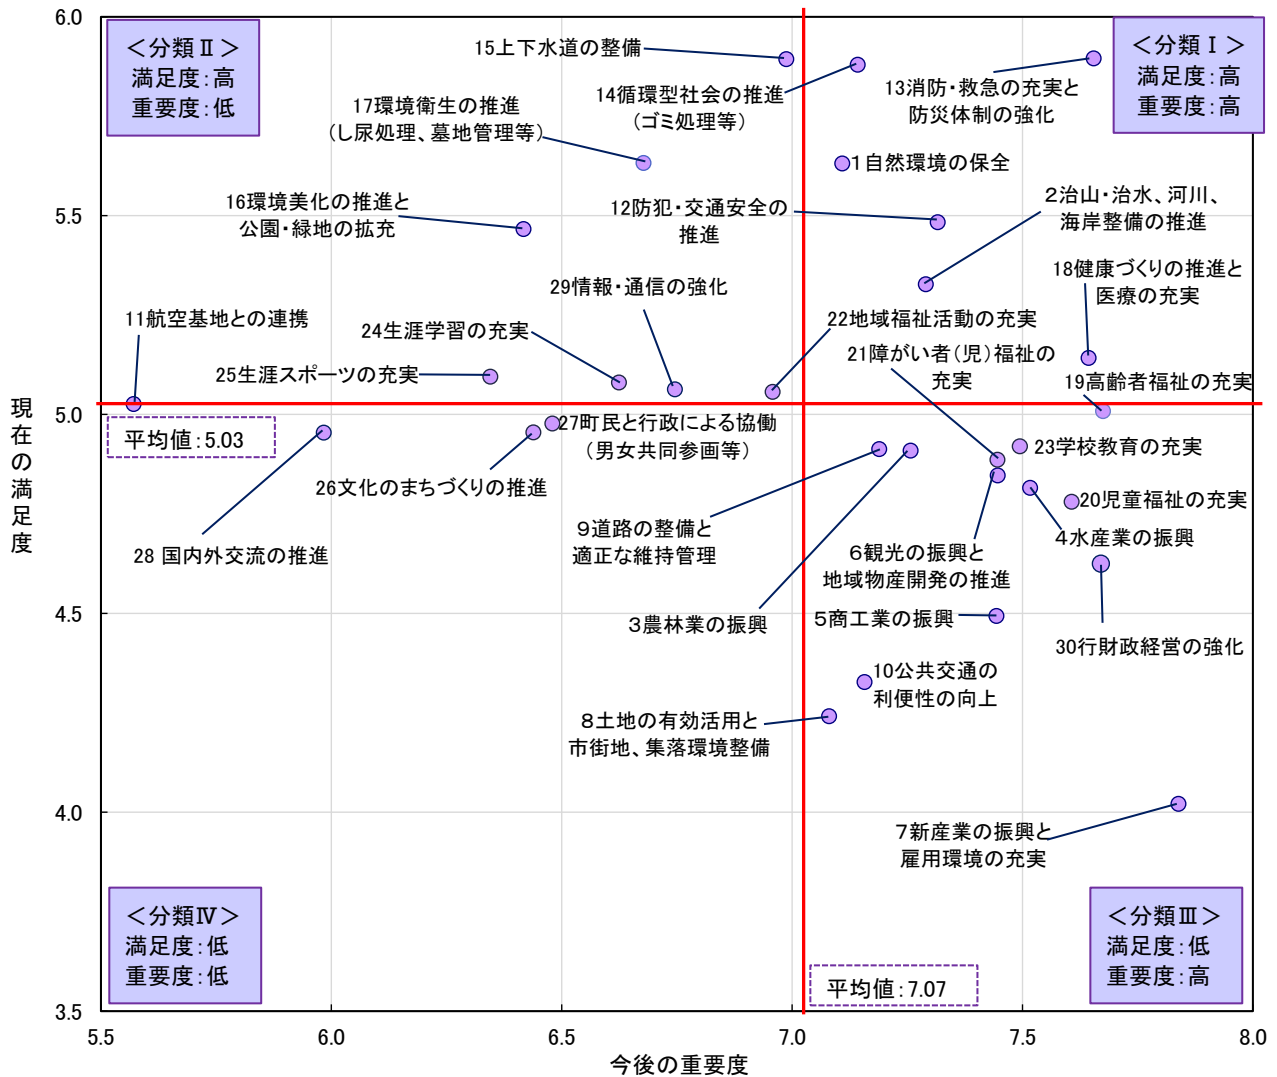 6.0
5.5
5.0
4.5
4.0
3.5
5.5
6.0
6.5
7.0
7.5
8.0
現在の満足度
今後の重要度
＜分類Ⅱ＞
満足度：高
重要度：低
＜分類Ⅰ＞
満足度：高
重要度：高
15上下水道の整備
14循環型社会の推進
（ゴミ処理等）
13消防・救急の充実と
防災体制の強化
17環境衛生の推進
（し尿処理、墓地管理等）
1自然環境の保全
16環境美化の推進と
公園・緑地の拡充
12防犯・交通安全の
推進
２治山・治水、河川、
海岸整備の推進
18健康づくりの推進と
医療の充実
29情報・通信の強化
11航空基地との連携
24生涯学習の充実
22地域福祉活動の充実
21障がい者（児）福祉の
充実
25生涯スポーツの充実
19高齢者福祉の充実
平均値：5.03
27町民と行政による協働
（男女共同参画等）
23学校教育の充実
26文化のまちづくりの推進
20児童福祉の充実
９道路の整備と
適正な維持管理
４水産業の振興
28 国内外交流の推進
６観光の振興と
地域物産開発の推進
３農林業の振興
５商工業の振興
30行財政経営の強化
10公共交通の
利便性の向上
８土地の有効活用と
市街地、集落環境整備
７新産業の振興と
雇用環境の充実
＜分類Ⅳ＞
満足度：低
重要度：低
＜分類Ⅲ＞
満足度：低
重要度：高
平均値：7.07